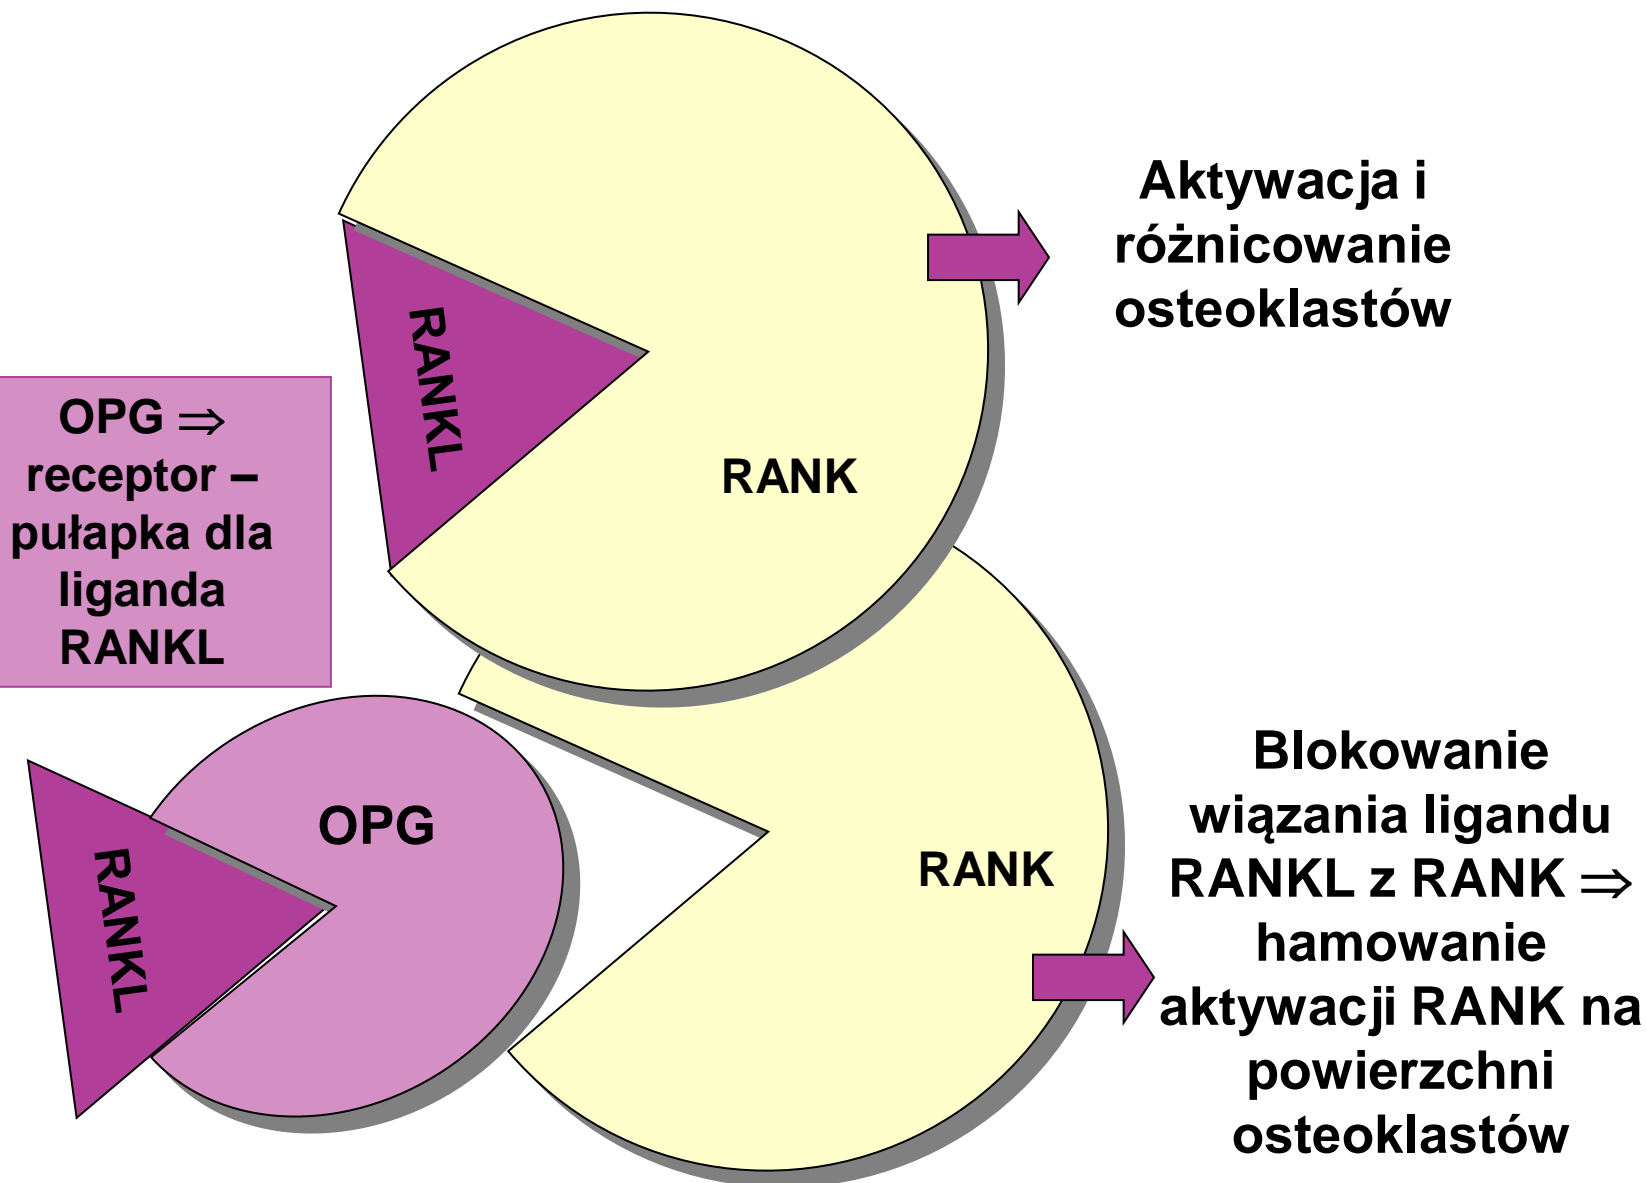 Aktywacja i
różnicowanie
osteoklastów
RANKL
RANK
OPG ⇒
receptor –
pułapka dla
liganda
RANKL
OPG
RANKL
RANK
Blokowanie
wiązania ligandu
RANKL z RANK ⇒
hamowanie
aktywacji RANK na
powierzchni
osteoklastów